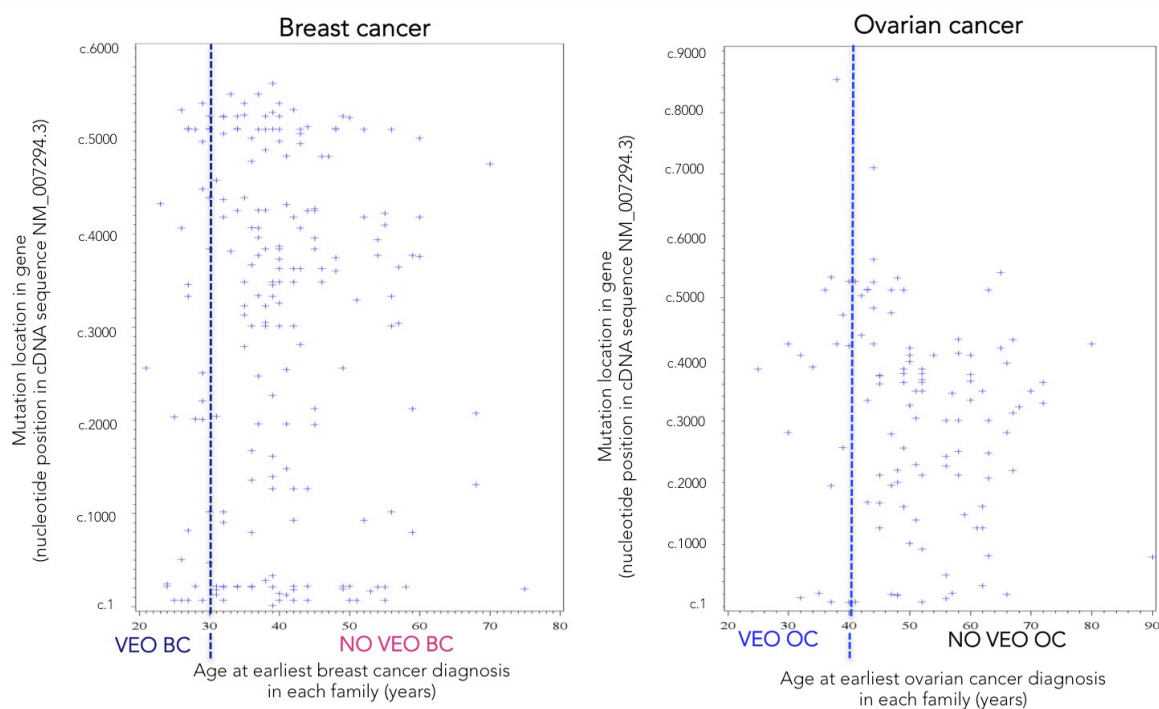 Breast cancer
Mutation location in gene
(nucleotide position in cDNA sequence NM_007294.3)
c.6000
c.5000
c.4000
c.3000
c.2000
c.1000
c.1
20 30 40 50 60 70 80
VEO BC NO VEO BC
Age at earliest breast cancer diagnosis
in each family (years)
Ovarian cancer
Mutation location in gene
(nucleotide position in cDNA sequence NM_007294.3)
c.9000
c.8000
c.7000
c.6000
c.5000
c.4000
c.3000
c.2000
c.1000
c.1
20 30 40 50 60 70 80 90
VEO OC NO VEO OC
Age at earliest ovarian cancer diagnosis
in each family (years)